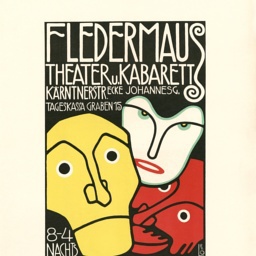 FLEDERMAUS
THEATER u. KABARETT
KÄRNTNERSTR. ECKE JOHANNESG.
TAGESKASSA GRABEN 15
8-4
NACHTS